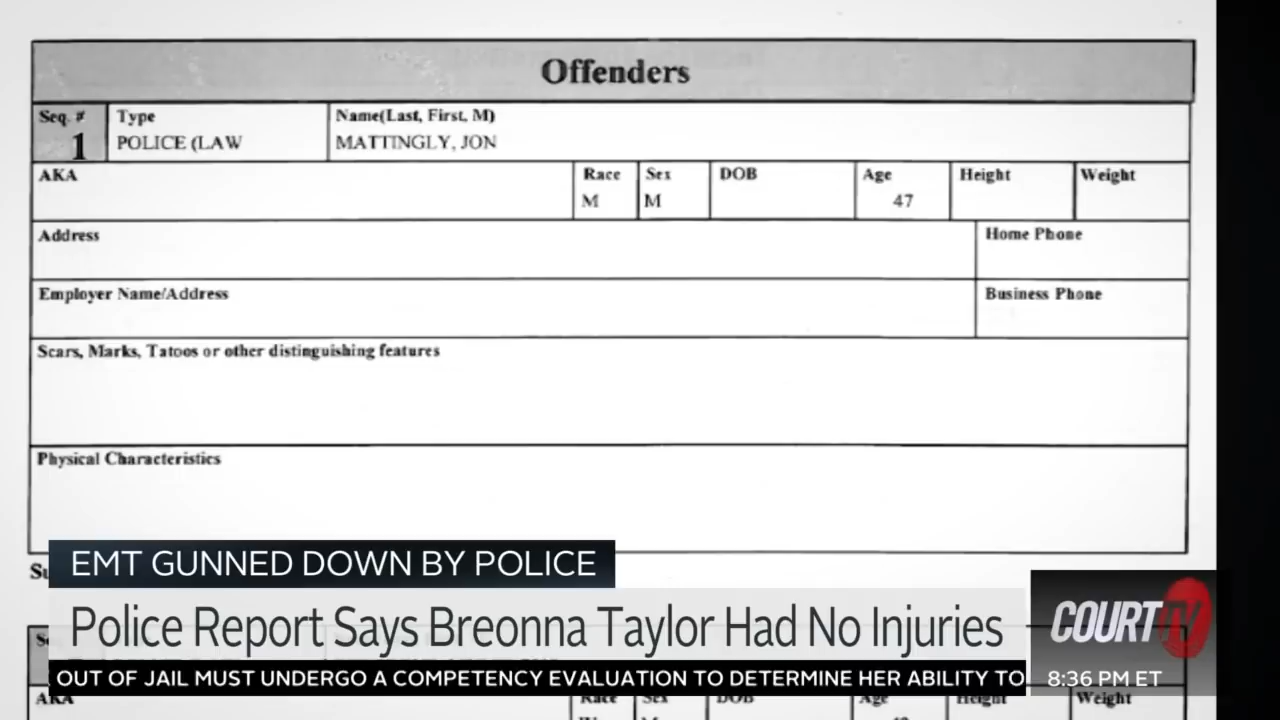 Offenders
Seq. # Type Name(Last, First, M)
1 POLICE (LAW MATTINGLY, JON
AKA Race Sex DOB Age Height Weight
M M 47
Address Home Phone
Employer Name/Address Business Phone
Scars, Marks, Tatoos or other distinguishing features
Physical Characteristics
EMT GUNNED DOWN BY POLICE
Police Report Says Breonna Taylor Had No Injuries
COURT TV
OUT OF JAIL MUST UNDERGO A COMPETENCY EVALUATION TO DETERMINE HER ABILITY TO 8:36 PM ET
AKA Race Sex DOB Age Height Weight